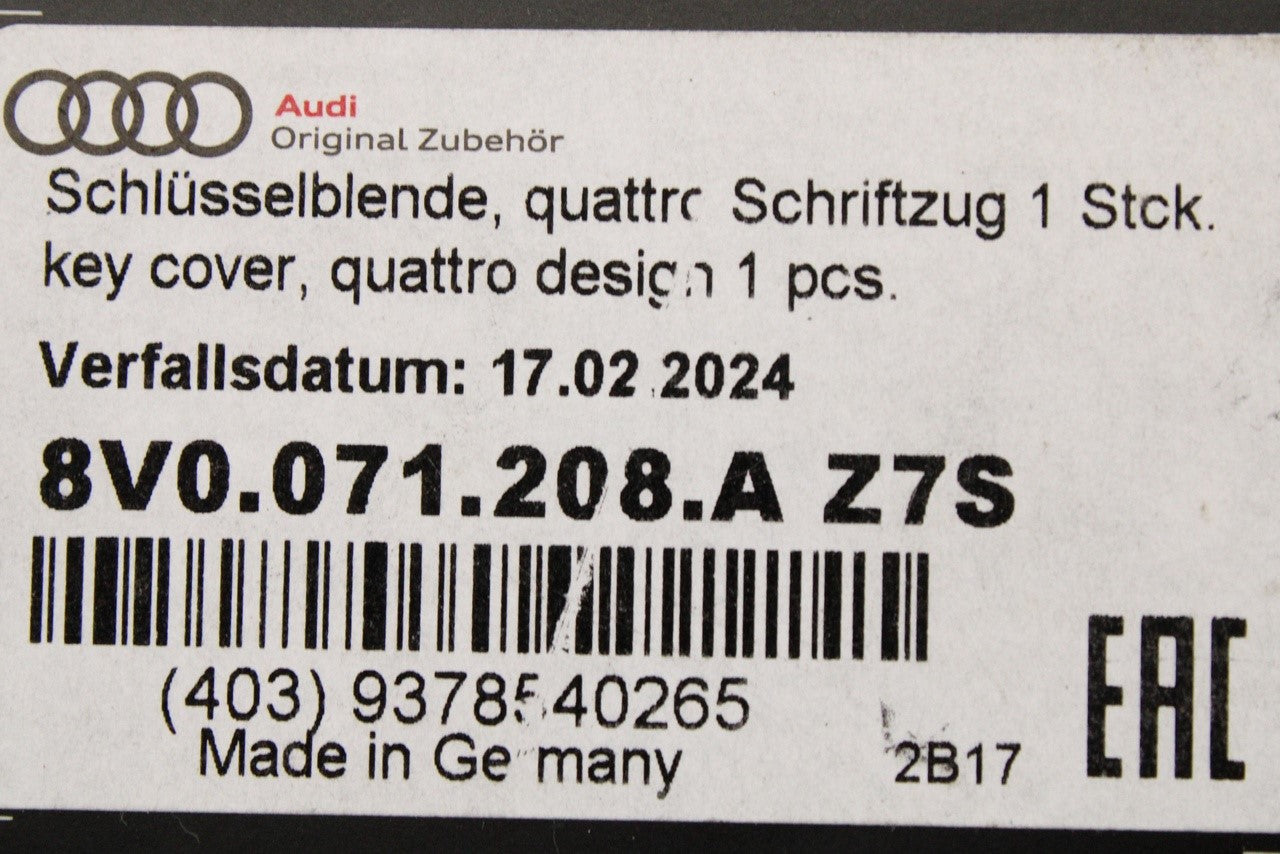 Audi
Original Zubehör
Schlüsselblende, quattro Schriftzug 1 Stck.
key cover, quattro design 1 pcs.
Verfallsdatum: 17.02.2024
8V0.071.208.A Z7S
(403) 9378540265
Made in Germany
2B17
EAC